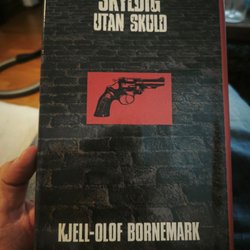 SKYLDIG
UTAN SKULD
KJELL-OLOF BORNEMARK